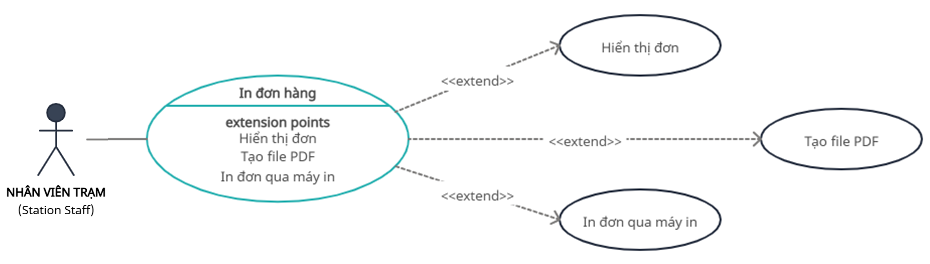 Hiển thị đơn
<<extend>>
In đơn hàng
extension points
Hiển thị đơn
Tạo file PDF
In đơn qua máy in
<<extend>>
Tạo file PDF
NHÂN VIÊN TRẠM
(Station Staff)
<<extend>>
In đơn qua máy in